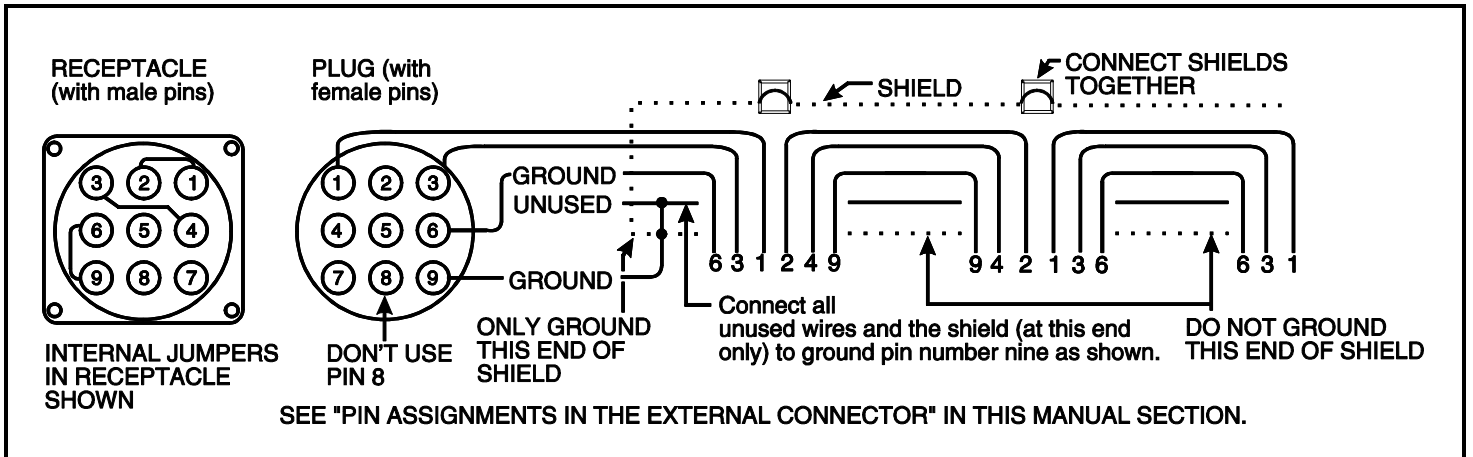 RECEPTACLE
(with male pins)
PLUG (with
female pins)
SHIELD
CONNECT SHIELDS
TOGETHER
3 2 1
6 5 4
9 8 7
1 2 3
4 5 6
7 8 9
GROUND
UNUSED
GROUND
6 3 1 2 4 9 9 4 2 1 3 6 6 3 1
INTERNAL JUMPERS
IN RECEPTACLE
SHOWN
DON'T USE
PIN 8
ONLY GROUND
THIS END OF
SHIELD
Connect all
unused wires and the shield (at this end
only) to ground pin number nine as shown.
DO NOT GROUND
THIS END OF SHIELD
SEE "PIN ASSIGNMENTS IN THE EXTERNAL CONNECTOR" IN THIS MANUAL SECTION.